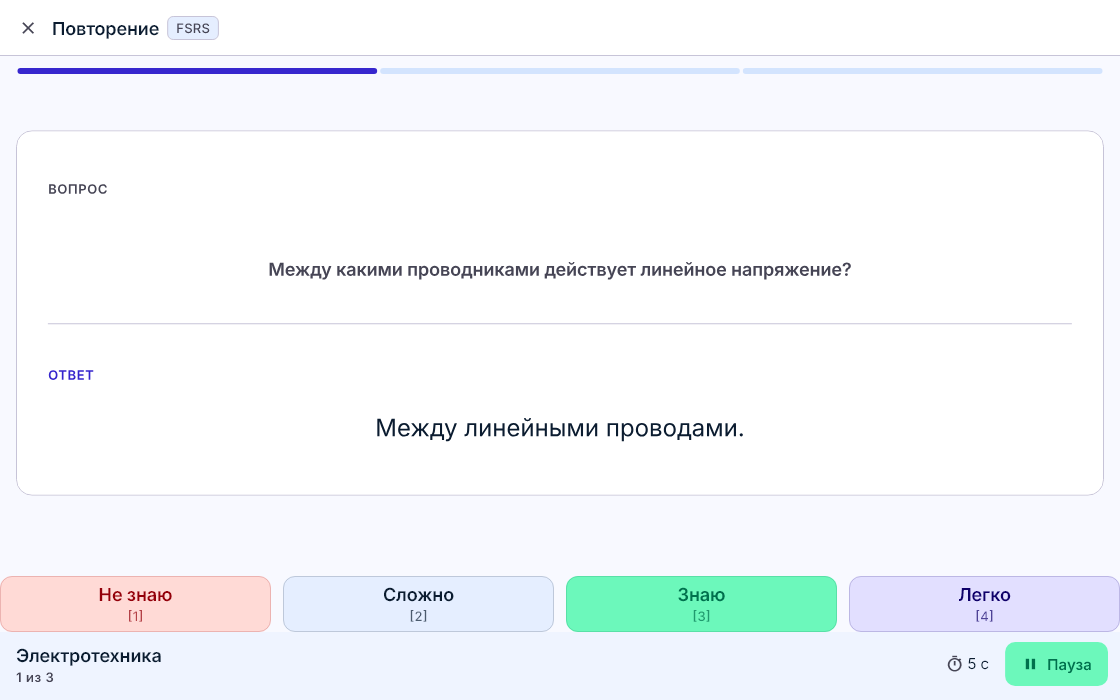 Повторение FSRS
ВОПРОС
Между какими проводниками действует линейное напряжение?
ОТВЕТ
Между линейными проводами.
Не знаю
[1]
Сложно
[2]
Знаю
[3]
Легко
[4]
Электротехника
1 из 3
5 с
Пауза